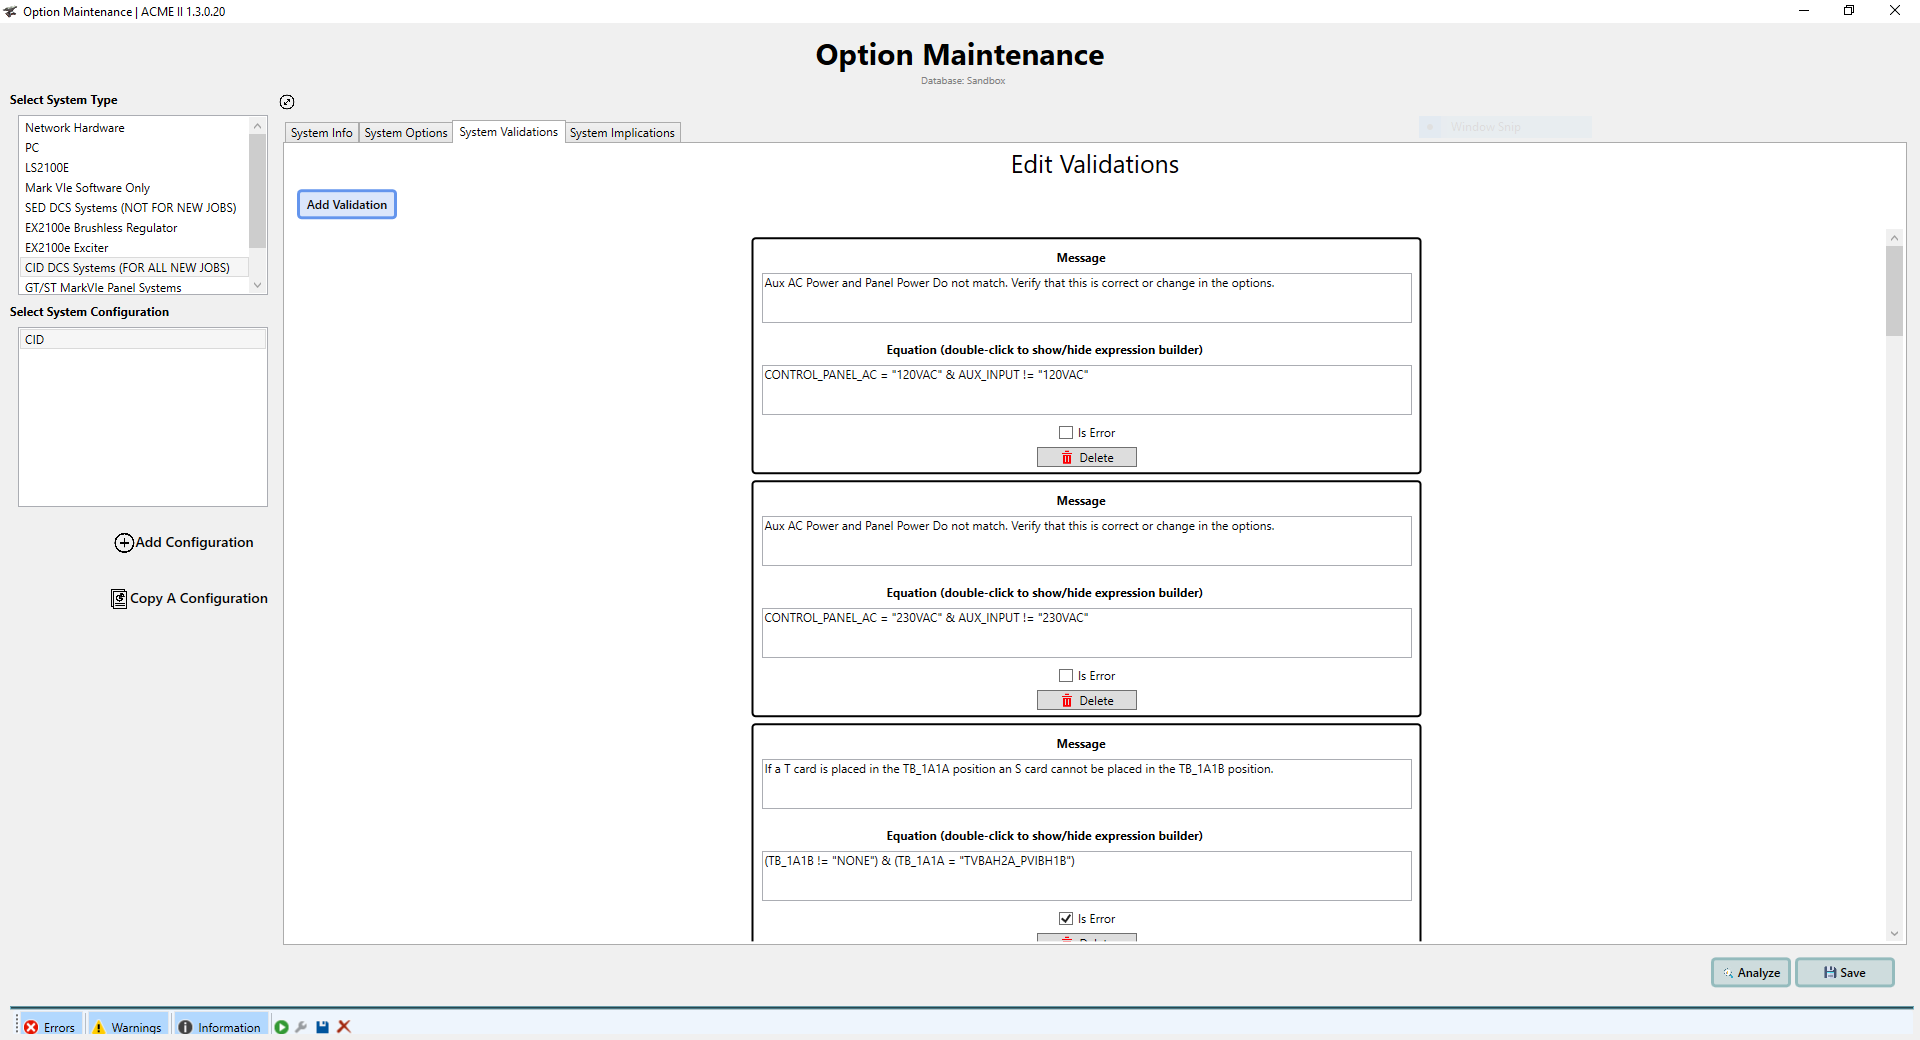 Option Maintenance | ACME II 1.3.0.20
Option Maintenance
Database: Sandbox
Select System Type
Network Hardware
PC
LS2100E
Mark VIe Software Only
SED DCS Systems (NOT FOR NEW JOBS)
EX2100e Brushless Regulator
EX2100e Exciter
CID DCS Systems (FOR ALL NEW JOBS)
GT/ST MarkVIe Panel Systems
Select System Configuration
CID
Add Configuration
Copy A Configuration
System Info
System Options
System Validations
System Implications
Window Snip
Edit Validations
Add Validation
Message
Aux AC Power and Panel Power Do not match. Verify that this is correct or change in the options.
Equation (double-click to show/hide expression builder)
CONTROL_PANEL_AC = "120VAC" & AUX_INPUT != "120VAC"
Is Error
Delete
Message
Aux AC Power and Panel Power Do not match. Verify that this is correct or change in the options.
Equation (double-click to show/hide expression builder)
CONTROL_PANEL_AC = "230VAC" & AUX_INPUT != "230VAC"
Is Error
Delete
Message
If a T card is placed in the TB_1A1A position an S card cannot be placed in the TB_1A1B position.
Equation (double-click to show/hide expression builder)
(TB_1A1B != "NONE") & (TB_1A1A = "TVBAH2A_PVIBH1B")
Is Error
Delete
Analyze
Save
Errors
Warnings
Information